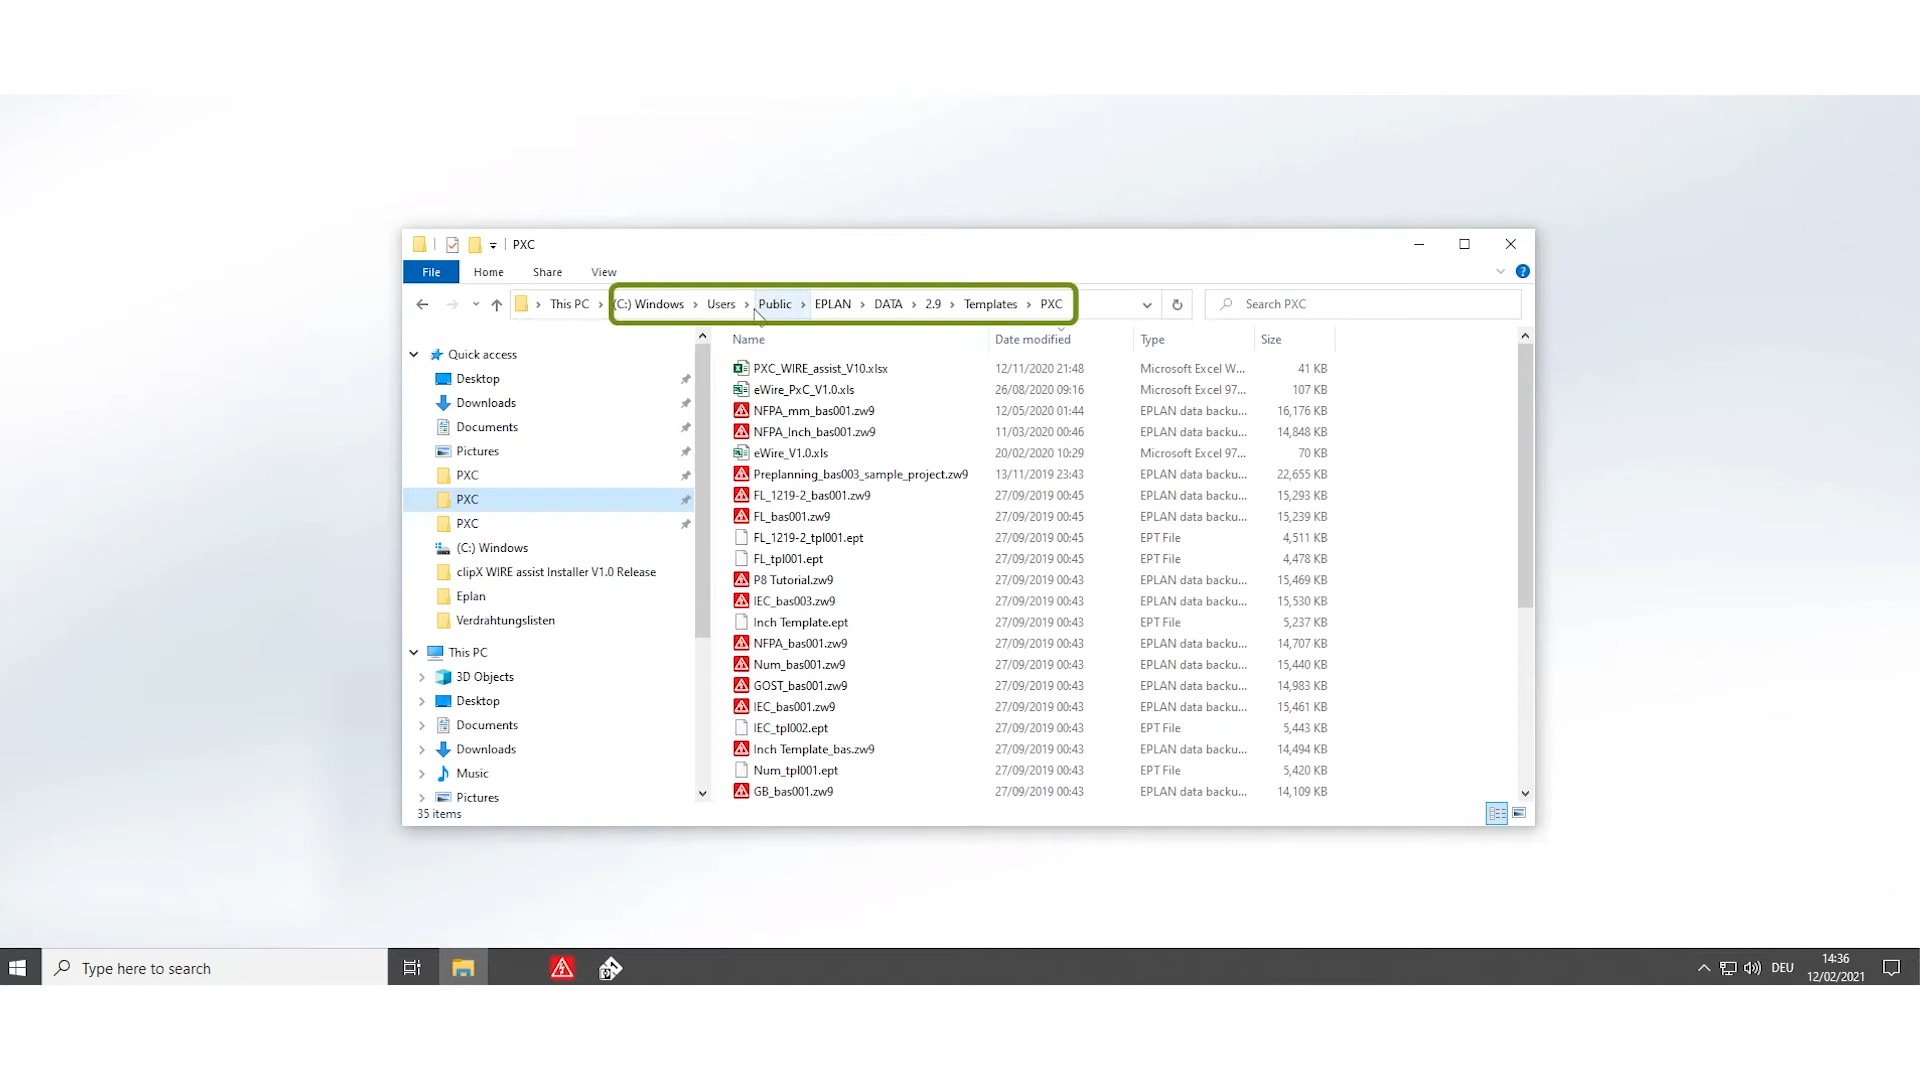 PXC
File Home Share View
This PC (C:) Windows Users Public EPLAN DATA 2.9 Templates PXC Search PXC
Name Date modified Type Size
Quick access
Desktop
Downloads
Documents
Pictures
PXC
PXC
PXC
(C:) Windows
clipX WIRE assist Installer V1.0 Release
Eplan
Verdrahtungslisten
This PC
3D Objects
Desktop
Documents
Downloads
Music
Pictures
PXC_WIRE_assist_V10.xlsx 12/11/2020 21:48 Microsoft Excel W... 41 KB
eWire_PxC_V1.0.xls 26/08/2020 09:16 Microsoft Excel 97... 107 KB
NFPA_mm_bas001.zw9 12/05/2020 01:44 EPLAN data backu... 16,176 KB
NFPA_Inch_bas001.zw9 11/03/2020 00:46 EPLAN data backu... 14,848 KB
eWire_V1.0.xls 20/02/2020 10:29 Microsoft Excel 97... 70 KB
Preplanning_bas003_sample_project.zw9 13/11/2019 23:43 EPLAN data backu... 22,655 KB
FL_1219-2_bas001.zw9 27/09/2019 00:45 EPLAN data backu... 15,293 KB
FL_bas001.zw9 27/09/2019 00:45 EPLAN data backu... 15,239 KB
FL_1219-2_tpl001.ept 27/09/2019 00:45 EPT File 4,511 KB
FL_tpl001.ept 27/09/2019 00:45 EPT File 4,478 KB
P8 Tutorial.zw9 27/09/2019 00:43 EPLAN data backu... 15,469 KB
IEC_bas003.zw9 27/09/2019 00:43 EPLAN data backu... 15,530 KB
Inch Template.ept 27/09/2019 00:43 EPT File 5,237 KB
NFPA_bas001.zw9 27/09/2019 00:43 EPLAN data backu... 14,707 KB
Num_bas001.zw9 27/09/2019 00:43 EPLAN data backu... 15,440 KB
GOST_bas001.zw9 27/09/2019 00:43 EPLAN data backu... 14,983 KB
IEC_bas001.zw9 27/09/2019 00:43 EPLAN data backu... 15,461 KB
IEC_tpl002.ept 27/09/2019 00:43 EPT File 5,443 KB
Inch Template_bas.zw9 27/09/2019 00:43 EPLAN data backu... 14,494 KB
Num_tpl001.ept 27/09/2019 00:43 EPT File 5,420 KB
GB_bas001.zw9 27/09/2019 00:43 EPLAN data backu... 14,109 KB
35 items
Type here to search
DEU
14:36
12/02/2021